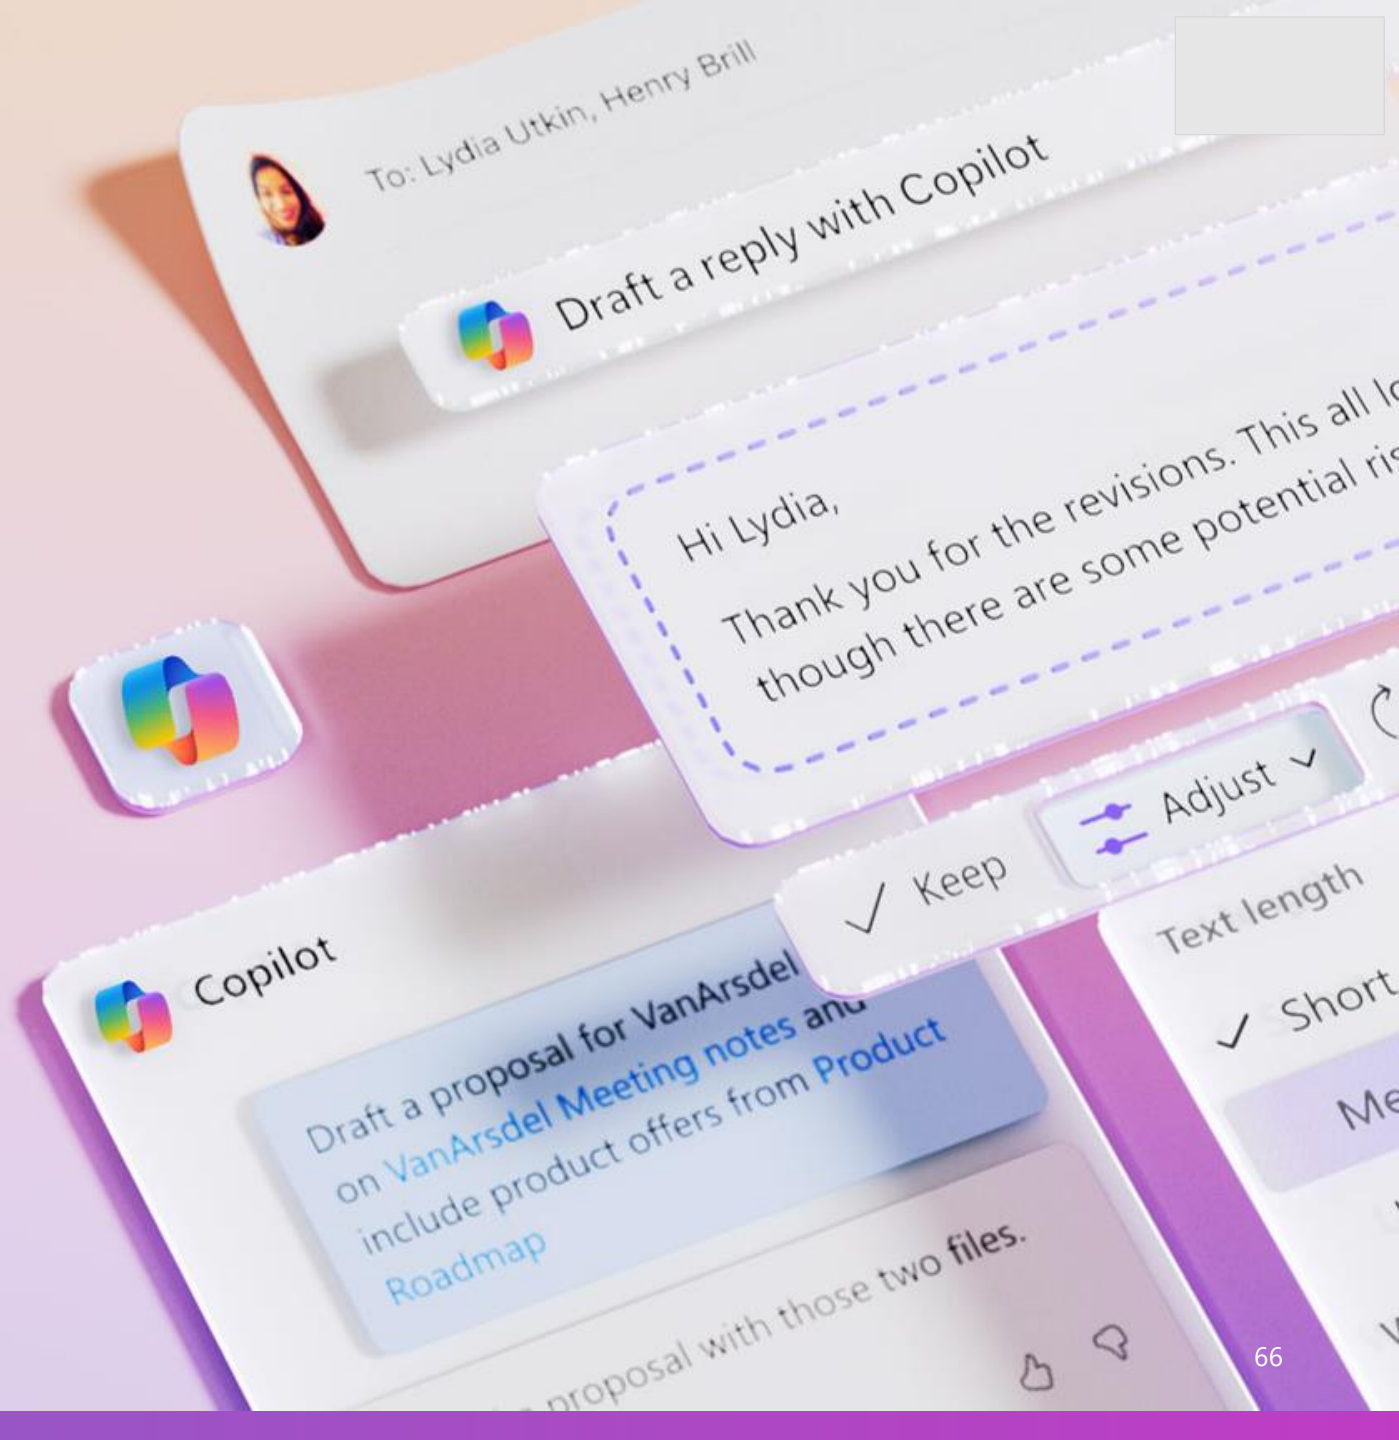 To: Lydia Utkin, Henry Brill
Draft a reply with Copilot
Hi Lydia,
Thank you for the revisions. This all
though there are some potential
Keep
Adjust
Text length
Short
Copilot
Draft a proposal for VanArsdel
on VanArsdel Meeting notes and
include product offers from Product
Roadmap
proposal with those two files.
66